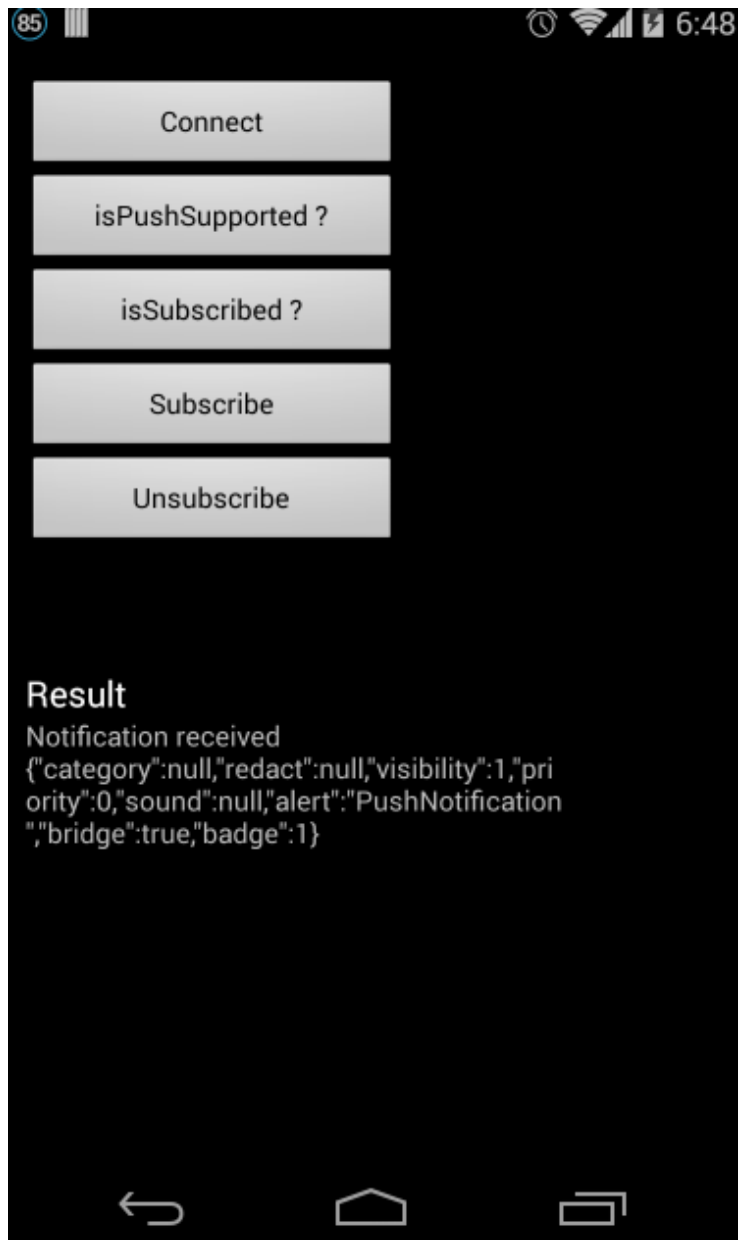 85 6:48
Connect
isPushSupported ?
isSubscribed ?
Subscribe
Unsubscribe
Result
Notification received
{"category":null,"redact":null,"visibility":1,"pri
ority":0,"sound":null,"alert":"PushNotification
","bridge":true,"badge":1}